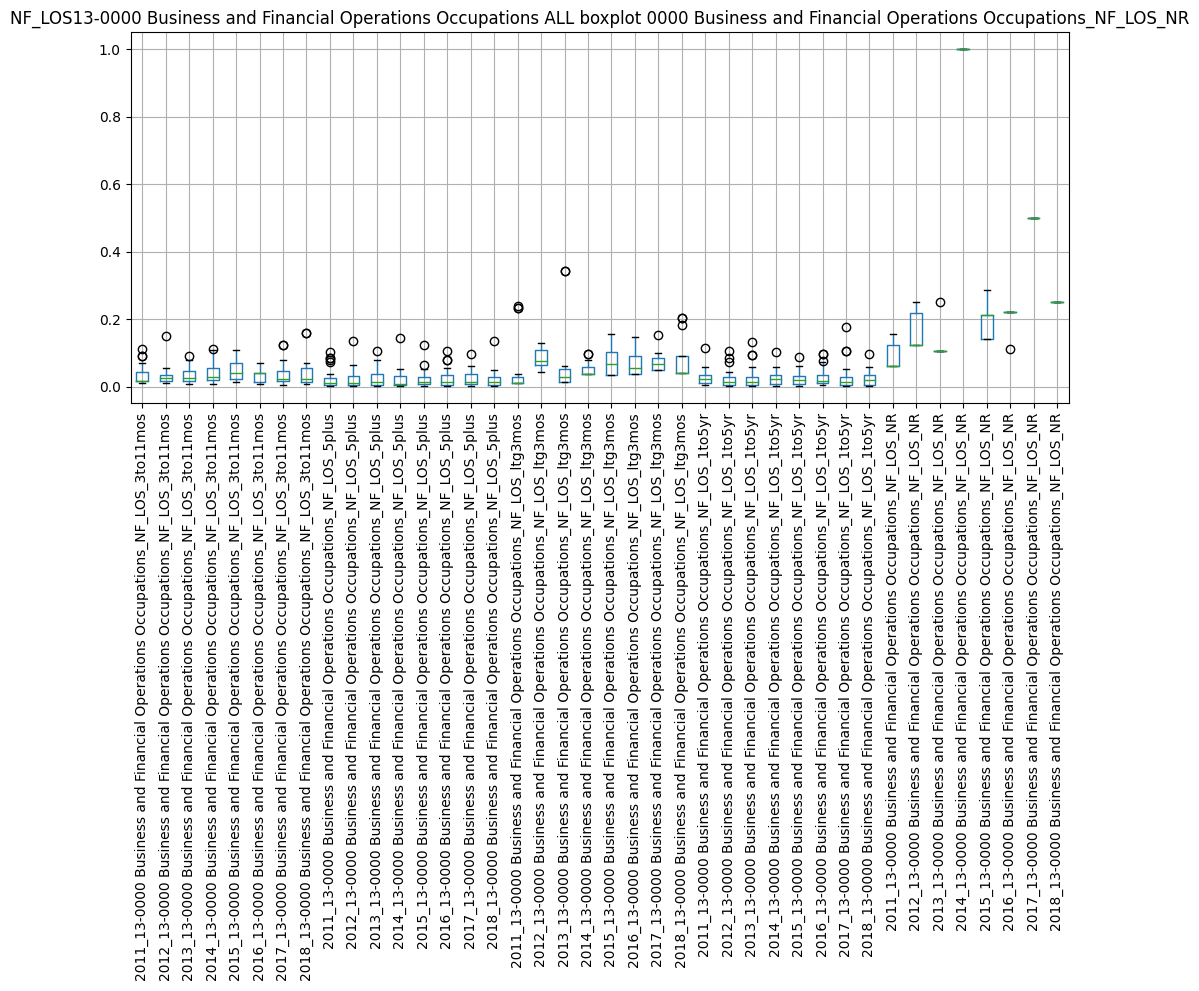 NF_LOS13-0000 Business and Financial Operations Occupations ALL boxplot 0000 Business and Financial Operations Occupations_NF_LOS_NR
1.0
0.8
0.6
0.4
0.2
0.0
2011_13-0000 Business and Financial Operations Occupations_NF_LOS_3to11mos
2012_13-0000 Business and Financial Operations Occupations_NF_LOS_3to11mos
2013_13-0000 Business and Financial Operations Occupations_NF_LOS_3to11mos
2014_13-0000 Business and Financial Operations Occupations_NF_LOS_3to11mos
2015_13-0000 Business and Financial Operations Occupations_NF_LOS_3to11mos
2016_13-0000 Business and Financial Operations Occupations_NF_LOS_3to11mos
2017_13-0000 Business and Financial Operations Occupations_NF_LOS_3to11mos
2018_13-0000 Business and Financial Operations Occupations_NF_LOS_3to11mos
2011_13-0000 Business and Financial Operations Occupations_NF_LOS_5plus
2012_13-0000 Business and Financial Operations Occupations_NF_LOS_5plus
2013_13-0000 Business and Financial Operations Occupations_NF_LOS_5plus
2014_13-0000 Business and Financial Operations Occupations_NF_LOS_5plus
2015_13-0000 Business and Financial Operations Occupations_NF_LOS_5plus
2016_13-0000 Business and Financial Operations Occupations_NF_LOS_5plus
2017_13-0000 Business and Financial Operations Occupations_NF_LOS_5plus
2018_13-0000 Business and Financial Operations Occupations_NF_LOS_5plus
2011_13-0000 Business and Financial Operations Occupations_NF_LOS_ltg3mos
2012_13-0000 Business and Financial Operations Occupations_NF_LOS_ltg3mos
2013_13-0000 Business and Financial Operations Occupations_NF_LOS_ltg3mos
2014_13-0000 Business and Financial Operations Occupations_NF_LOS_ltg3mos
2015_13-0000 Business and Financial Operations Occupations_NF_LOS_ltg3mos
2016_13-0000 Business and Financial Operations Occupations_NF_LOS_ltg3mos
2017_13-0000 Business and Financial Operations Occupations_NF_LOS_ltg3mos
2018_13-0000 Business and Financial Operations Occupations_NF_LOS_ltg3mos
2011_13-0000 Business and Financial Operations Occupations_NF_LOS_1to5yr
2012_13-0000 Business and Financial Operations Occupations_NF_LOS_1to5yr
2013_13-0000 Business and Financial Operations Occupations_NF_LOS_1to5yr
2014_13-0000 Business and Financial Operations Occupations_NF_LOS_1to5yr
2015_13-0000 Business and Financial Operations Occupations_NF_LOS_1to5yr
2016_13-0000 Business and Financial Operations Occupations_NF_LOS_1to5yr
2017_13-0000 Business and Financial Operations Occupations_NF_LOS_1to5yr
2018_13-0000 Business and Financial Operations Occupations_NF_LOS_1to5yr
2011_13-0000 Business and Financial Operations Occupations_NF_LOS_NR
2012_13-0000 Business and Financial Operations Occupations_NF_LOS_NR
2013_13-0000 Business and Financial Operations Occupations_NF_LOS_NR
2014_13-0000 Business and Financial Operations Occupations_NF_LOS_NR
2015_13-0000 Business and Financial Operations Occupations_NF_LOS_NR
2016_13-0000 Business and Financial Operations Occupations_NF_LOS_NR
2017_13-0000 Business and Financial Operations Occupations_NF_LOS_NR
2018_13-0000 Business and Financial Operations Occupations_NF_LOS_NR